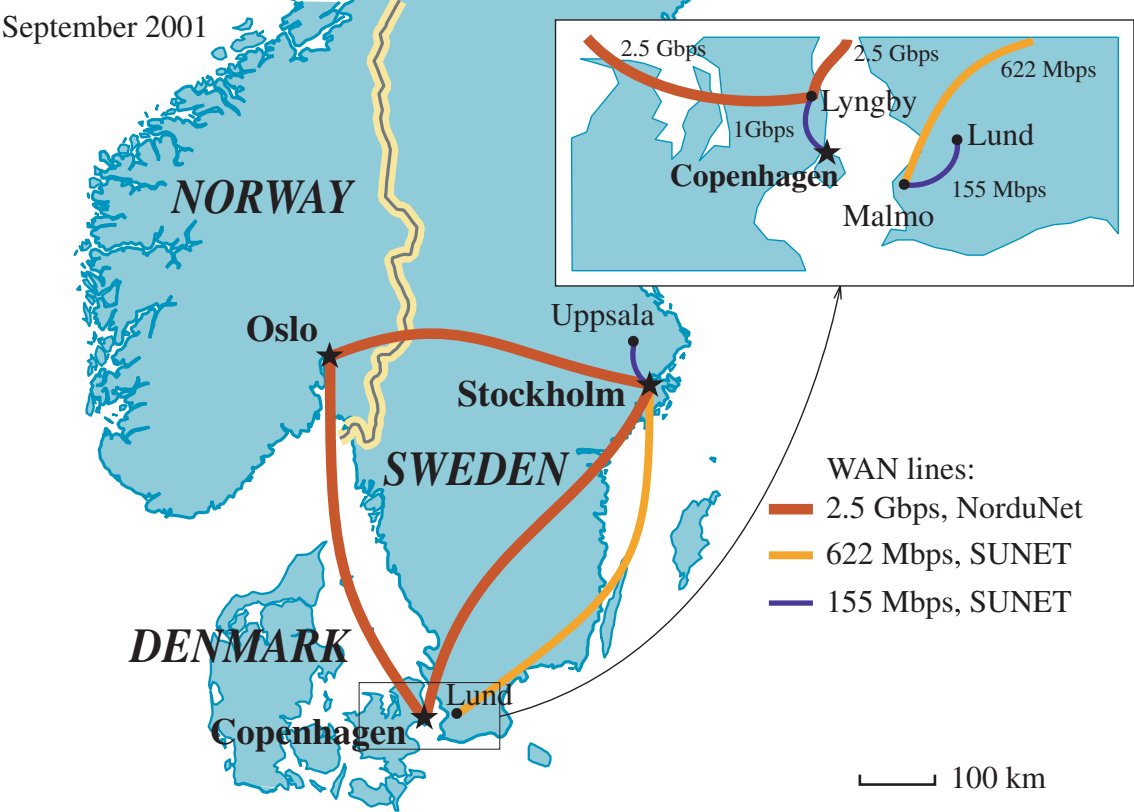 September 2001
2.5 Gbps
2.5 Gbps
622 Mbps
Lyngby
1Gbps
Lund
Copenhagen
155 Mbps
Malmo
NORWAY
Uppsala
Oslo
Stockholm
SWEDEN
WAN lines:
2.5 Gbps, NorduNet
622 Mbps, SUNET
155 Mbps, SUNET
DENMARK
Lund
Copenhagen
100 km